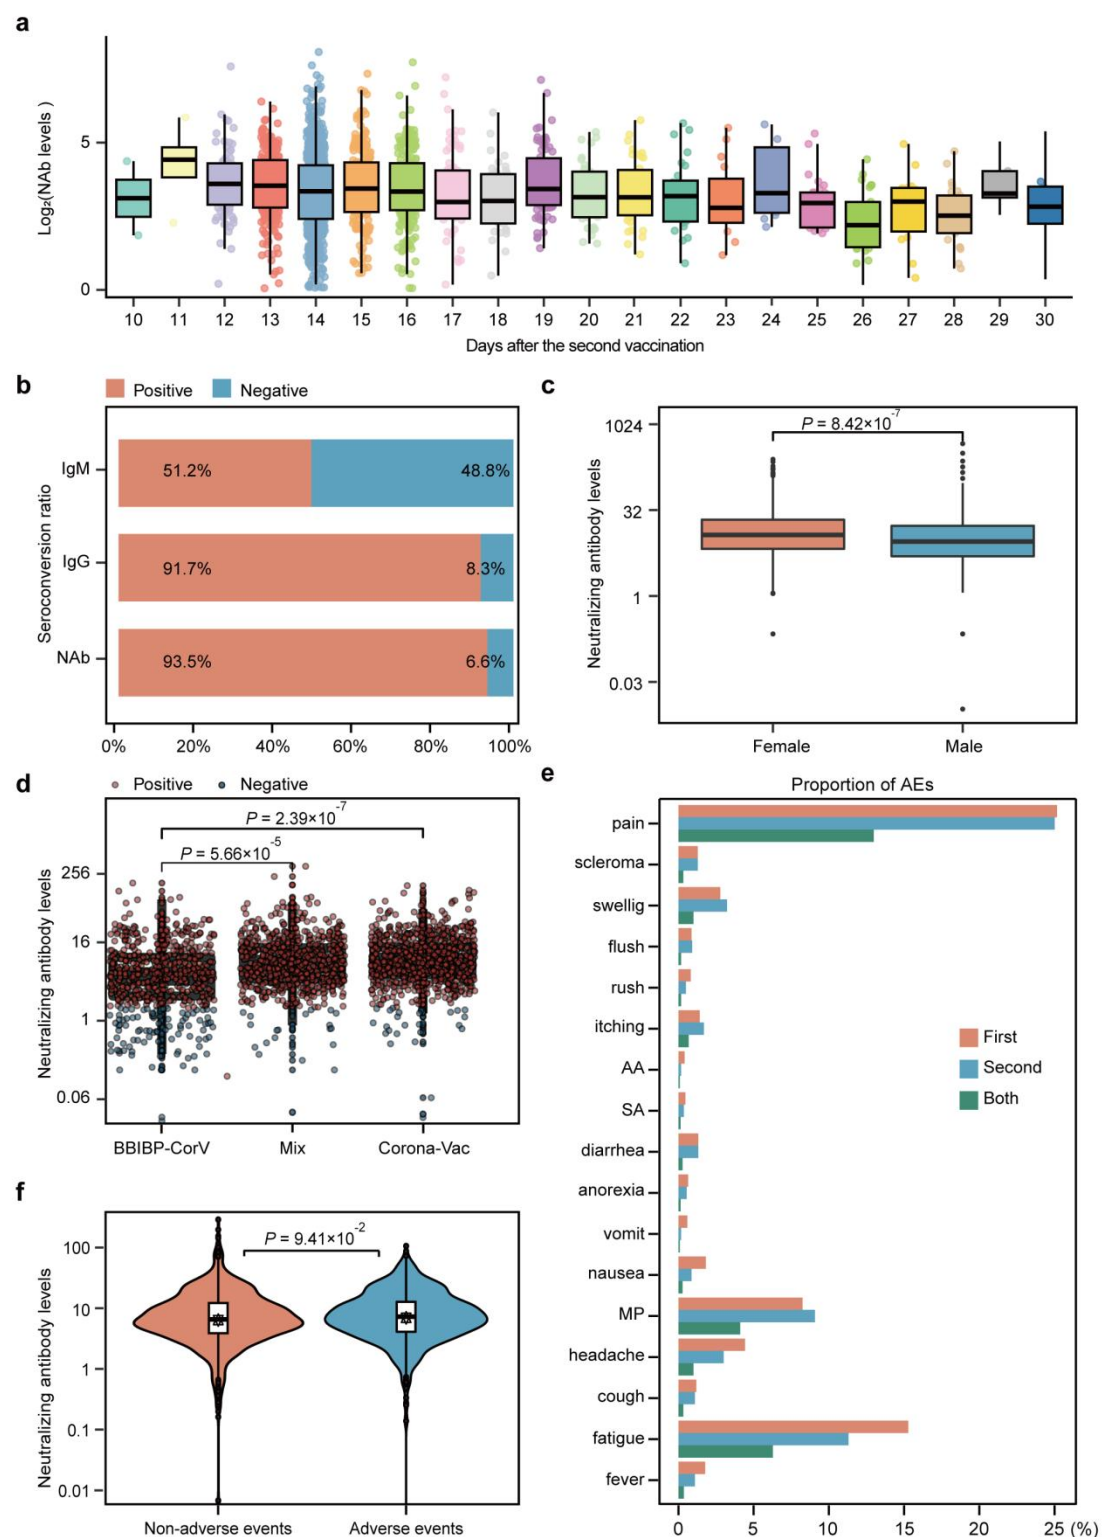 a
Log₂(NAb levels )
5
0
10 11 12 13 14 15 16 17 18 19 20 21 22 23 24 25 26 27 28 29 30
Days after the second vaccination
b
Positive Negative
Seroconversion ratio
IgM 51.2% 48.8%
IgG 91.7% 8.3%
NAb 93.5% 6.6%
0% 20% 40% 60% 80% 100%
c
P = 8.42×10⁻⁷
Neutralizing antibody levels
1024
32
1
0.03
Female Male
d
Positive Negative
P = 2.39×10⁻⁷
P = 5.66×10⁻⁵
Neutralizing antibody levels
256
16
1
0.06
BBIBP-CorV Mix Corona-Vac
e
Proportion of AEs
pain
scleroma
swellig
flush
rush
itching
AA
SA
diarrhea
anorexia
vomit
nausea
MP
headache
cough
fatigue
fever
First
Second
Both
0 5 10 15 20 25 (%)
f
P = 9.41×10⁻²
Neutralizing antibody levels
100
10
1
0.1
0.01
Non-adverse events Adverse events